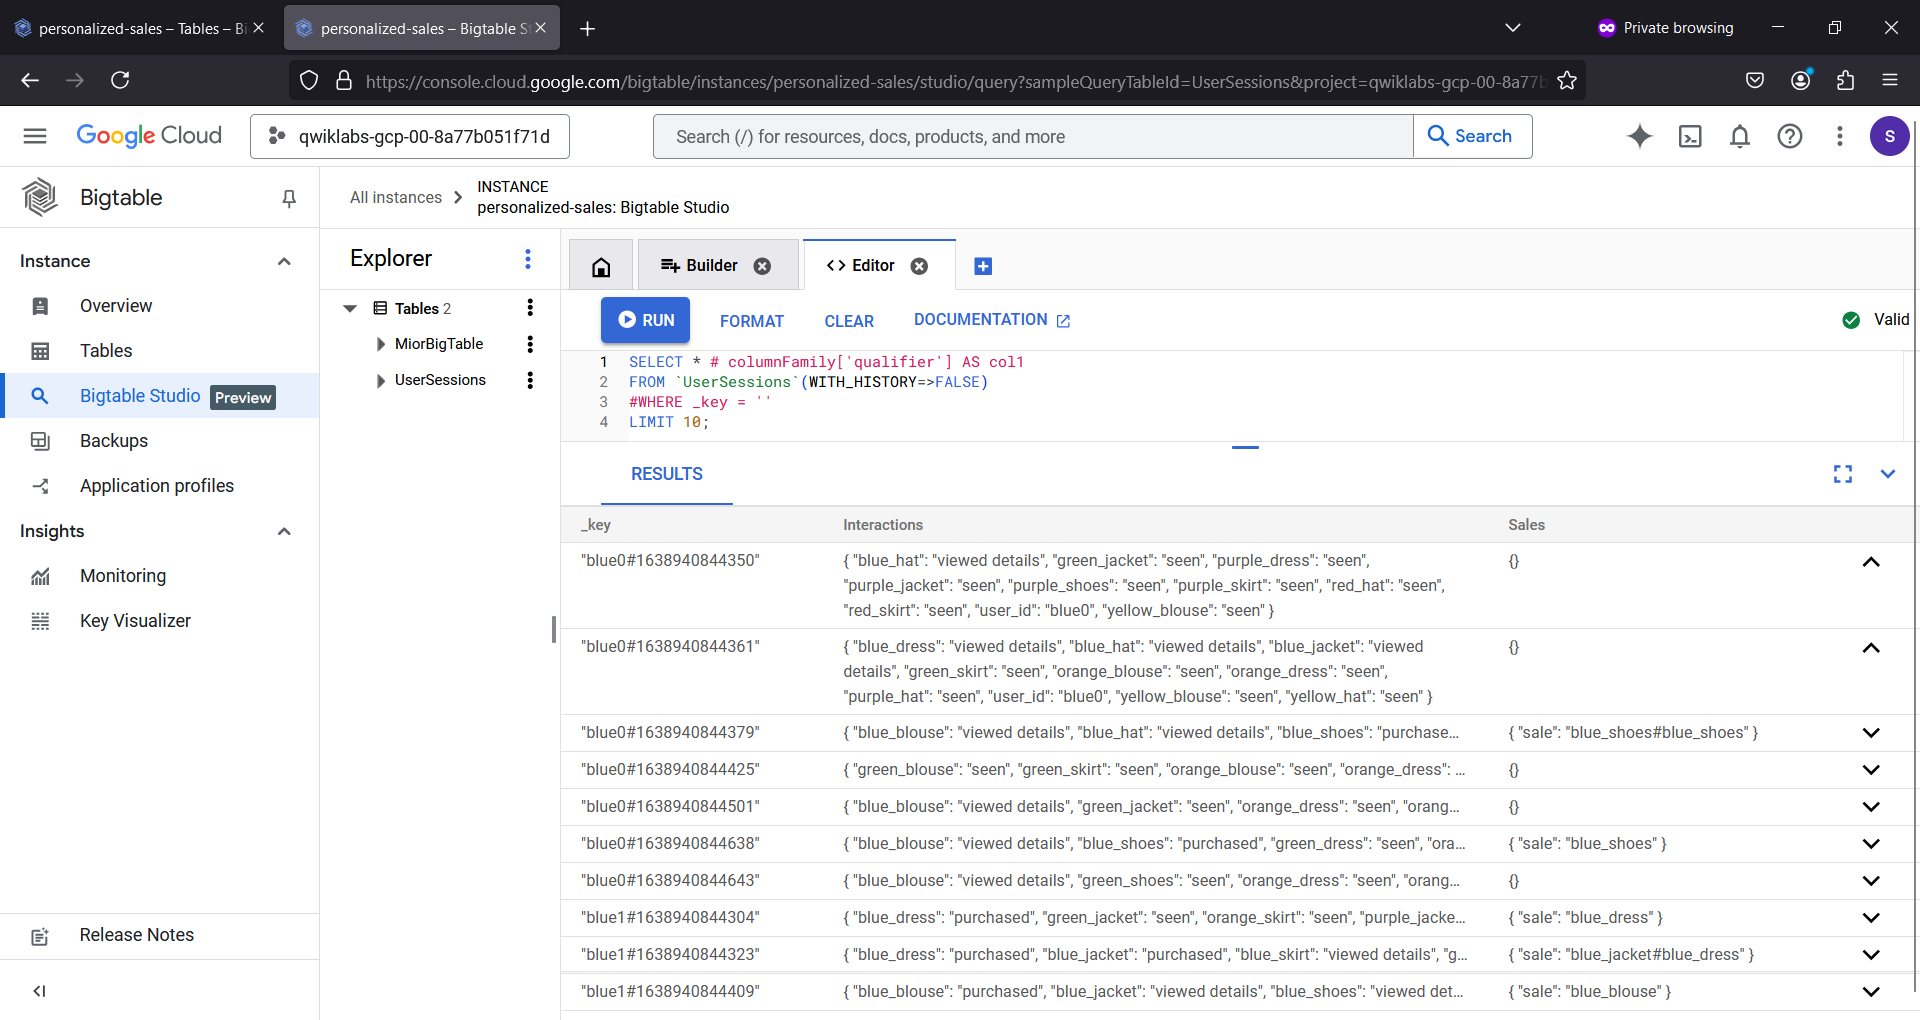 personalized-sales – Tables – Bi
personalized-sales – Bigtable S
Private browsing
https://console.cloud.google.com/bigtable/instances/personalized-sales/studio/query?sampleQueryTableId=UserSessions&project=qwiklabs-gcp-00-8a77b
Google Cloud
qwiklabs-gcp-00-8a77b051f71d
Search (/) for resources, docs, products, and more
Search
S
Bigtable
All instances
INSTANCE
personalized-sales: Bigtable Studio
Instance
Overview
Tables
Bigtable Studio Preview
Backups
Application profiles
Insights
Monitoring
Key Visualizer
Release Notes
Explorer
Tables 2
MiorBigTable
UserSessions
Builder
Editor
RUN
FORMAT
CLEAR
DOCUMENTATION
Valid
1 SELECT * # columnFamily['qualifier'] AS col1
2 FROM `UserSessions`(WITH_HISTORY=>FALSE)
3 #WHERE _key = ''
4 LIMIT 10;
RESULTS
_key Interactions Sales
"blue0#1638940844350" { "blue_hat": "viewed details", "green_jacket": "seen", "purple_dress": "seen", {}
"purple_jacket": "seen", "purple_shoes": "seen", "purple_skirt": "seen", "red_hat": "seen",
"red_skirt": "seen", "user_id": "blue0", "yellow_blouse": "seen" }
"blue0#1638940844361" { "blue_dress": "viewed details", "blue_hat": "viewed details", "blue_jacket": "viewed {}
details", "green_skirt": "seen", "orange_blouse": "seen", "orange_dress": "seen",
"purple_hat": "seen", "user_id": "blue0", "yellow_blouse": "seen", "yellow_hat": "seen" }
"blue0#1638940844379" { "blue_blouse": "viewed details", "blue_hat": "viewed details", "blue_shoes": "purchase... { "sale": "blue_shoes#blue_shoes" }
"blue0#1638940844425" { "green_blouse": "seen", "green_skirt": "seen", "orange_blouse": "seen", "orange_dress": ... {}
"blue0#1638940844501" { "blue_blouse": "viewed details", "green_jacket": "seen", "orange_dress": "seen", "orang... {}
"blue0#1638940844638" { "blue_blouse": "viewed details", "blue_shoes": "purchased", "green_dress": "seen", "ora... { "sale": "blue_shoes" }
"blue0#1638940844643" { "blue_blouse": "viewed details", "green_shoes": "seen", "orange_dress": "seen", "orang... {}
"blue1#1638940844304" { "blue_dress": "purchased", "green_jacket": "seen", "orange_skirt": "seen", "purple_jacke... { "sale": "blue_dress" }
"blue1#1638940844323" { "blue_dress": "purchased", "blue_jacket": "purchased", "blue_skirt": "viewed details", "g... { "sale": "blue_jacket#blue_dress" }
"blue1#1638940844409" { "blue_blouse": "purchased", "blue_jacket": "viewed details", "blue_shoes": "viewed det... { "sale": "blue_blouse" }